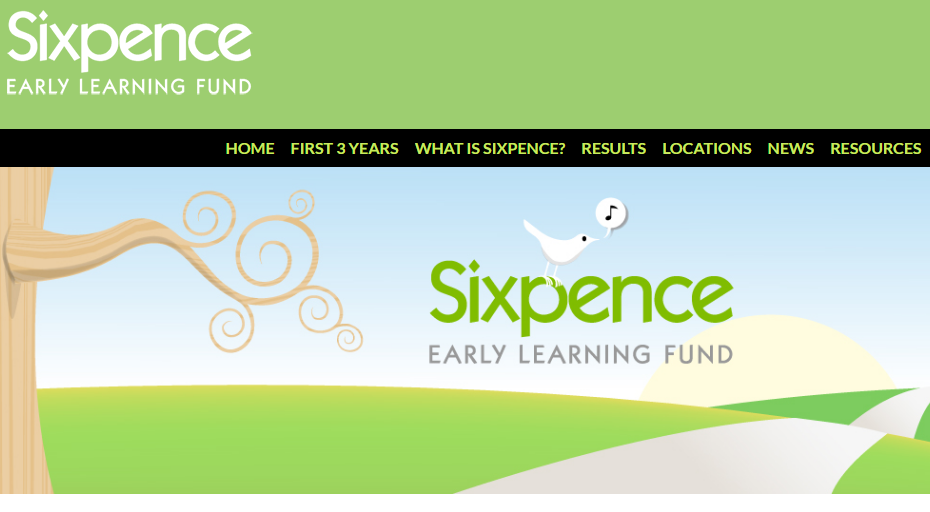 Sixpence
EARLY LEARNING FUND
HOME FIRST 3 YEARS WHAT IS SIXPENCE? RESULTS LOCATIONS NEWS RESOURCES
Sixpence
EARLY LEARNING FUND